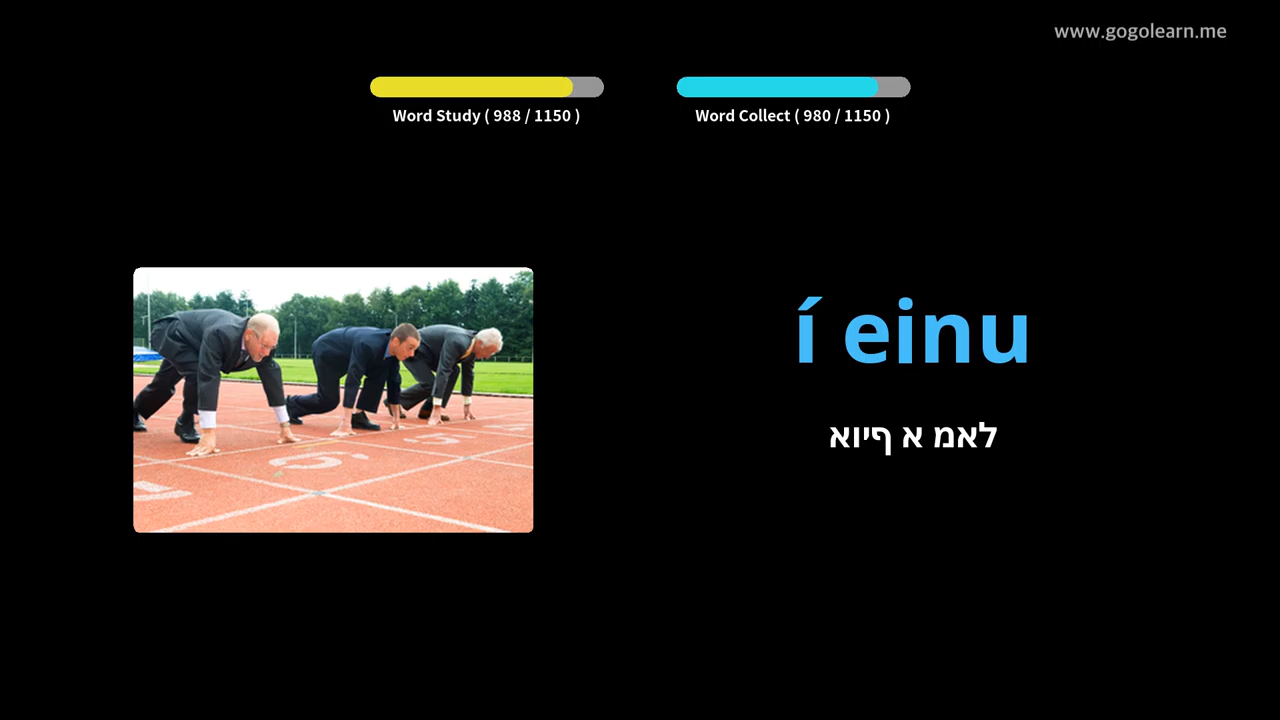 www.gogolearn.me
Word Study ( 988 / 1150 )
Word Collect ( 980 / 1150 )
í einu
לאמ א ףיוא